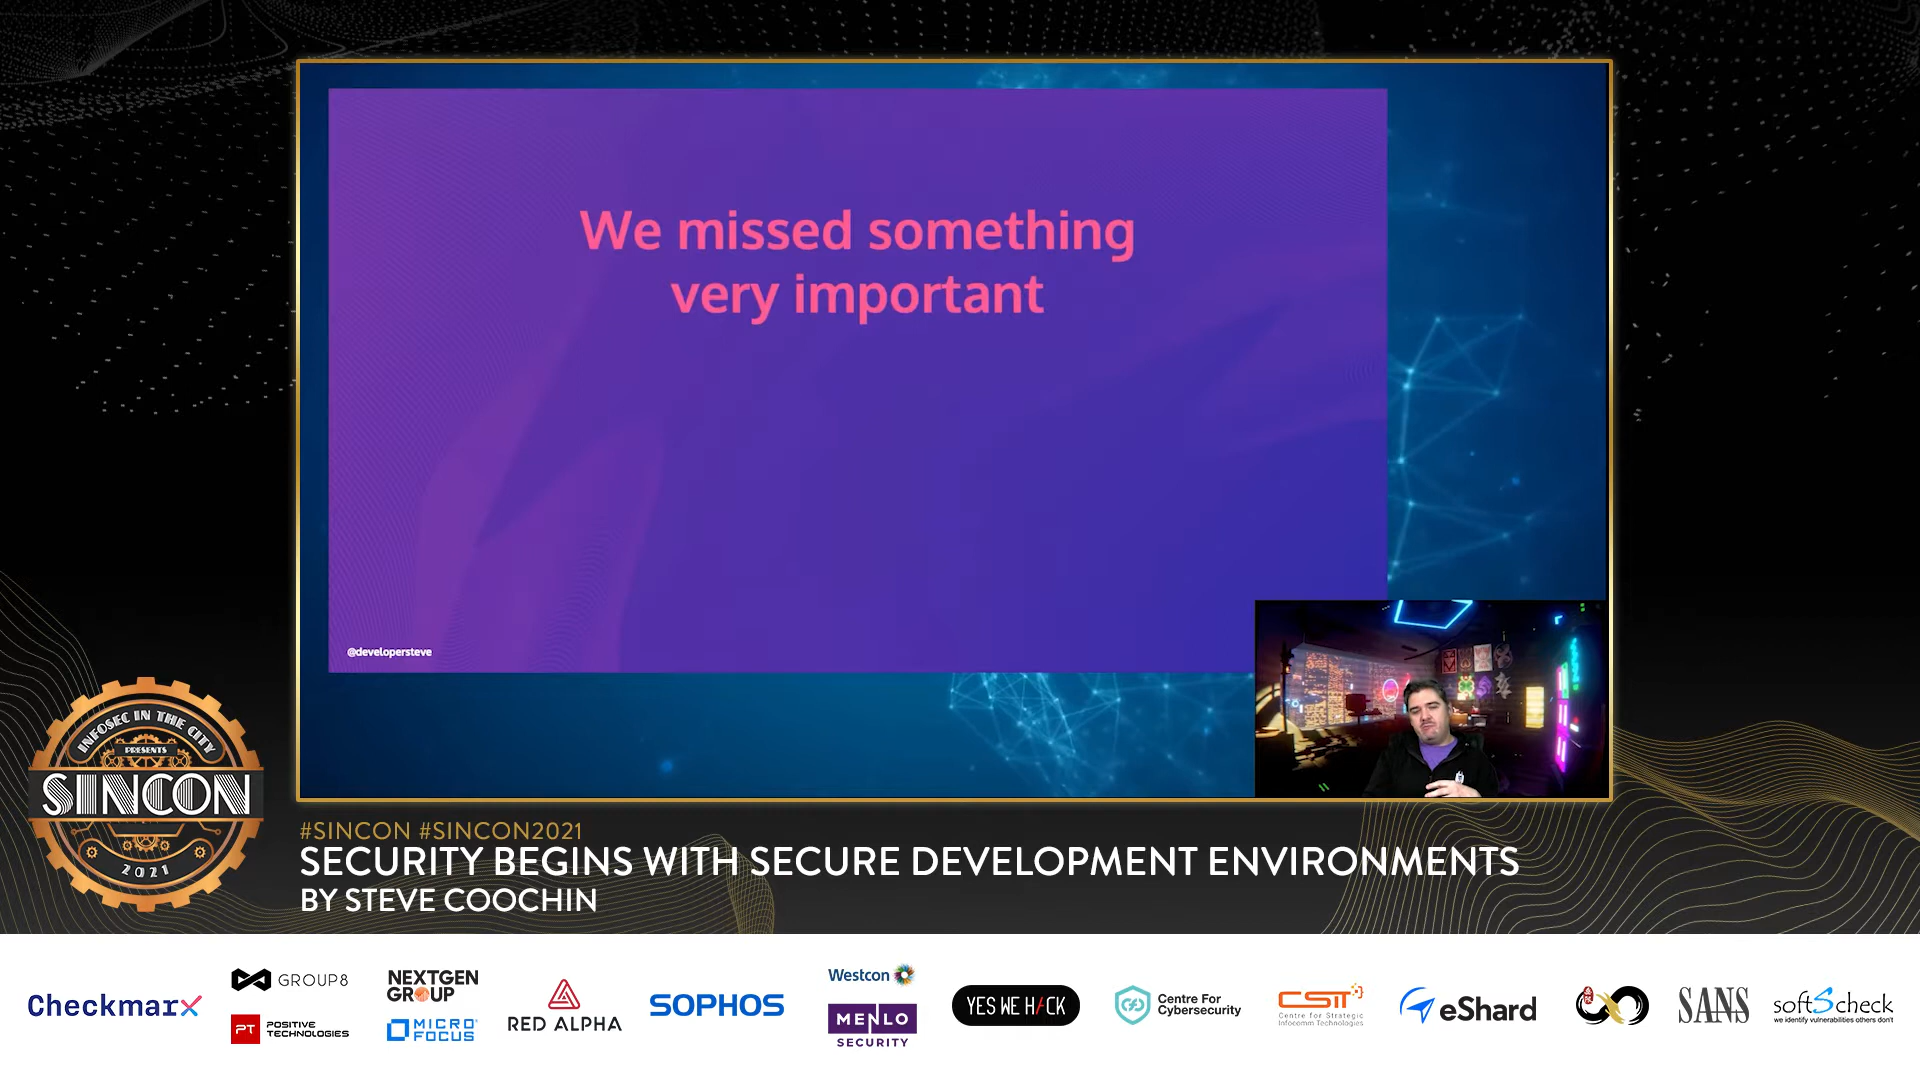 We missed something
very important
@developersteve
INFOSEC IN THE CITY
PRESENTS
SINCON
2021
#SINCON #SINCON2021
SECURITY BEGINS WITH SECURE DEVELOPMENT ENVIRONMENTS
BY STEVE COOCHIN
Checkmarx
GROUP8
PT POSITIVE
TECHNOLOGIES
NEXTGEN
GROUP
MICRO
FOCUS
RED ALPHA
SOPHOS
Westcon
MENLO
SECURITY
YES WE H/CK
Centre For
Cybersecurity
CSIT
Centre for Strategic
Infocomm Technologies
eShard
SANS
softScheck
we identify vulnerabilities others don't